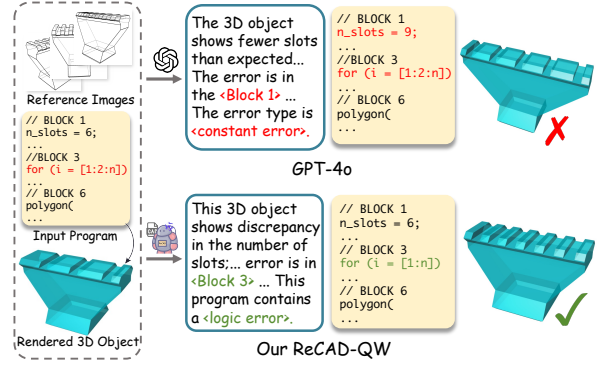 Reference Images
// BLOCK 1
n_slots = 6;
...
//BLOCK 3
for (i = [1:2:n])
...
// BLOCK 6
polygon(
...
Input Program
Rendered 3D Object
The 3D object
shows fewer slots
than expected...
The error is in
the <Block 1> ...
The error type is
<constant error>.
// BLOCK 1
n_slots = 9;
...
//BLOCK 3
for (i = [1:2:n])
...
// BLOCK 6
polygon(
...
GPT-4o
This 3D object
shows discrepancy
in the number of
slots;... error is in
<Block 3> ... This
program contains
a <logic error>.
// BLOCK 1
n_slots = 6;
...
// BLOCK 3
for (i = [1:n])
...
// BLOCK 6
polygon(
...
Our ReCAD-QW